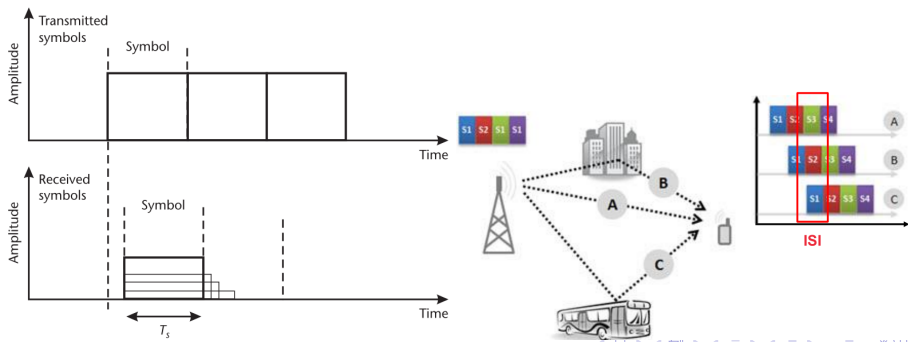 Transmitted
symbols
Symbol
Amplitude
Time
Received
symbols
Symbol
Amplitude
Time
Ts
S1 S2 S1 S1
B
A
C
S1 S2 S3 S4 A
S1 S2 S3 S4 B
S1 S2 S3 S4 C
ISI